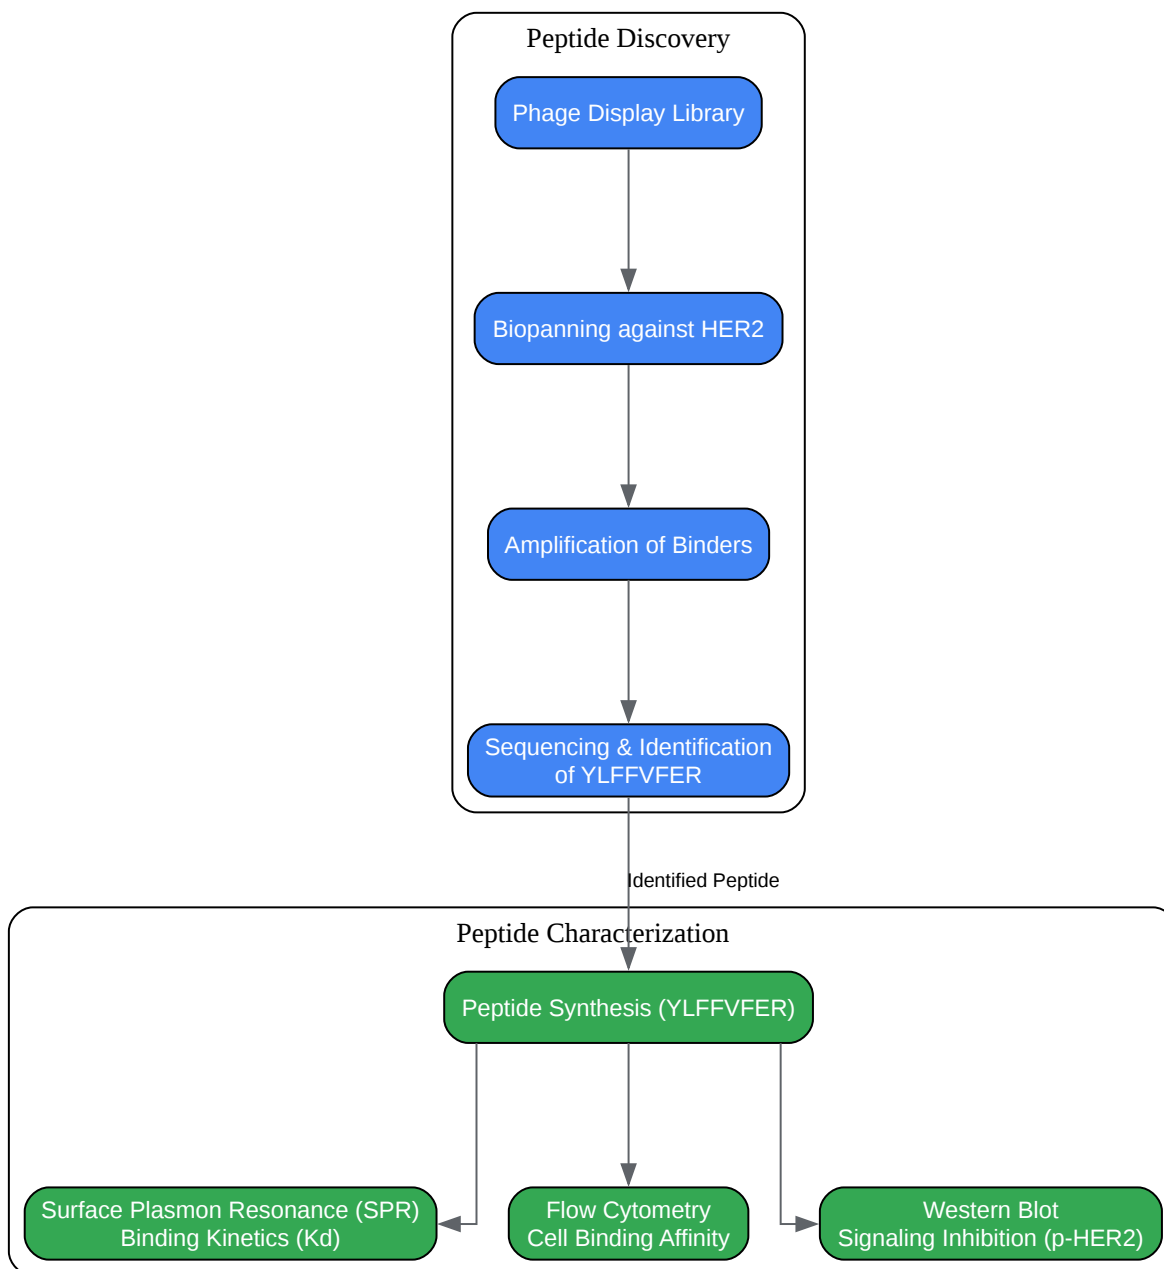 Peptide Discovery
Phage Display Library
Biopanning against HER2
Amplification of Binders
Sequencing & Identification
of YLFFVFER
Identified Peptide
Peptide Characterization
Peptide Synthesis (YLFFVFER)
Surface Plasmon Resonance (SPR)
Binding Kinetics (Kd)
Flow Cytometry
Cell Binding Affinity
Western Blot
Signaling Inhibition (p-HER2)